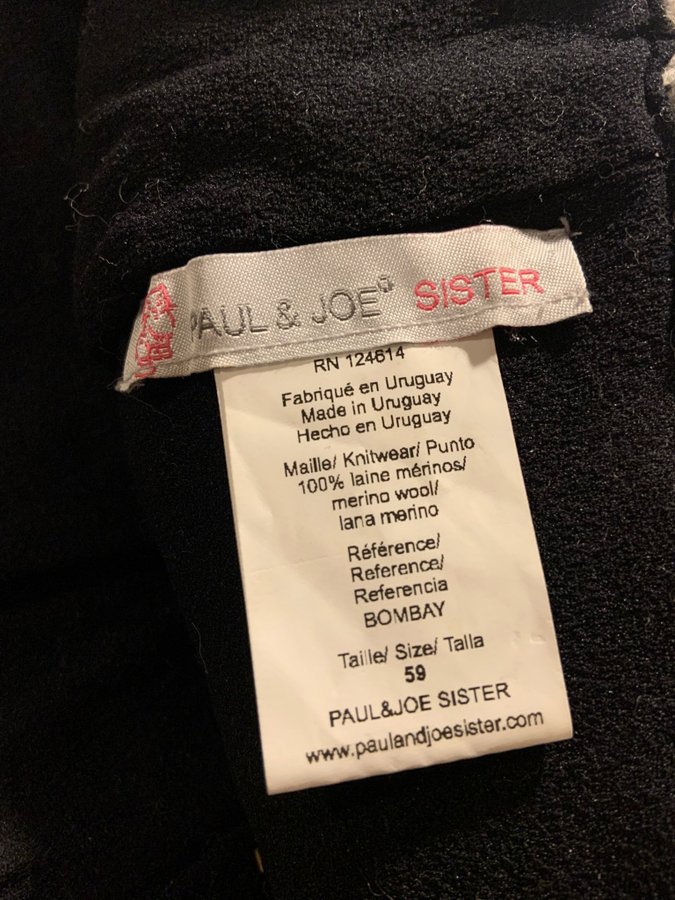 PAUL & JOE SISTER
RN 124614
Fabriqué en Uruguay
Made in Uruguay
Hecho en Uruguay
Maille/ Knitwear/ Punto
100% laine mérinos/
merino wool/
lana merino
Référence/
Reference/
Referencia
BOMBAY
Taille/ Size/ Talla
59
PAUL&JOE SISTER
www.paulandjoesister.com